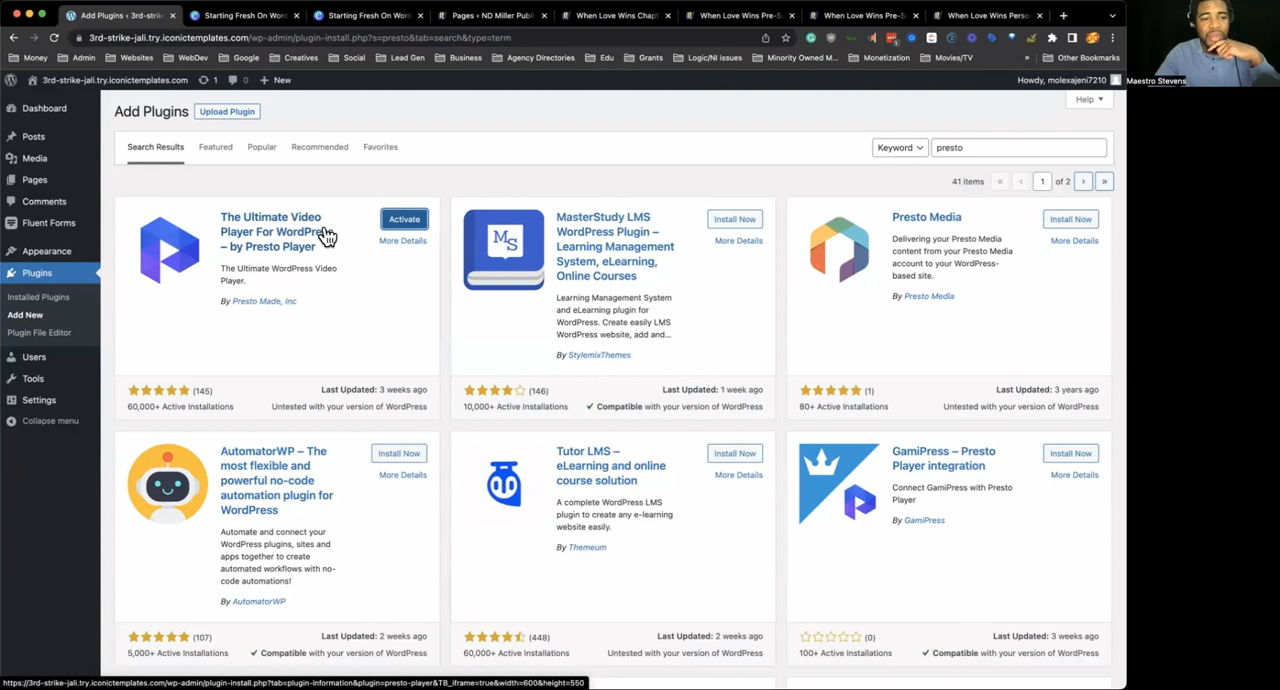 Add Plugins ‹ 3rd-strike-
Starting Fresh On Wor
Starting Fresh On Wor
Pages ‹ ND Miller Publ
When Love Wins Chap
When Love Wins Pre-S
When Love Wins Pre-S
When Love Wins Pers
3rd-strike-jali.try.iconictemplates.com/wp-admin/plugin-install.php?s=presto&tab=search&type=term
Money
Admin
Websites
WebDev
Google
Creatives
Social
Lead Gen
Business
Agency Directories
Edu
Grants
Logic/NI issues
Minority Owned M...
Monetization
Movies/TV
»
Other Bookmarks
Maestro Stevens
3rd-strike-jali.try.iconictemplates.com
1
0
New
Howdy, molexajeni7210
Dashboard
Posts
Media
Pages
Comments
Fluent Forms
Appearance
Plugins
Installed Plugins
Add New
Plugin File Editor
Users
Tools
Settings
Collapse menu
Add Plugins
Upload Plugin
Help
Search Results
Featured
Popular
Recommended
Favorites
Keyword
presto
41 items
«
‹
1
of 2
›
»
The Ultimate Video
Player For WordPress
– by Presto Player
Activate
More Details
The Ultimate WordPress Video
Player.
By Presto Made, Inc
(145)
Last Updated: 3 weeks ago
60,000+ Active Installations
Untested with your version of WordPress
MS
MasterStudy LMS
WordPress Plugin –
Learning Management
System, eLearning,
Online Courses
Install Now
More Details
Learning Management System
and eLearning plugin for
WordPress. Create easily LMS
WordPress website, add and...
By StylemixThemes
(146)
Last Updated: 1 week ago
10,000+ Active Installations
✓ Compatible with your version of WordPress
Presto Media
Install Now
More Details
Delivering your Presto Media
content from your Presto Media
account to your WordPress-
based site.
By Presto Media
(1)
Last Updated: 3 years ago
80+ Active Installations
Untested with your version of WordPress
AutomatorWP – The
most flexible and
powerful no-code
automation plugin for
WordPress
Install Now
More Details
Automate and connect your
WordPress plugins, sites and
apps together to create
automated workflows with no-
code automations!
By AutomatorWP
(107)
Last Updated: 2 weeks ago
5,000+ Active Installations
✓ Compatible with your version of WordPress
Tutor LMS –
eLearning and online
course solution
Install Now
More Details
A complete WordPress LMS
plugin to create any e-learning
website easily.
By Themeum
(448)
Last Updated: 2 weeks ago
60,000+ Active Installations
Untested with your version of WordPress
GamiPress – Presto
Player integration
Install Now
More Details
Connect GamiPress with Presto
Player
By GamiPress
(0)
Last Updated: 3 weeks ago
100+ Active Installations
✓ Compatible with your version of WordPress
https://3rd-strike-jali.try.iconictemplates.com/wp-admin/plugin-install.php?tab=plugin-information&plugin=presto-player&TB_iframe=true&width=600&height=550